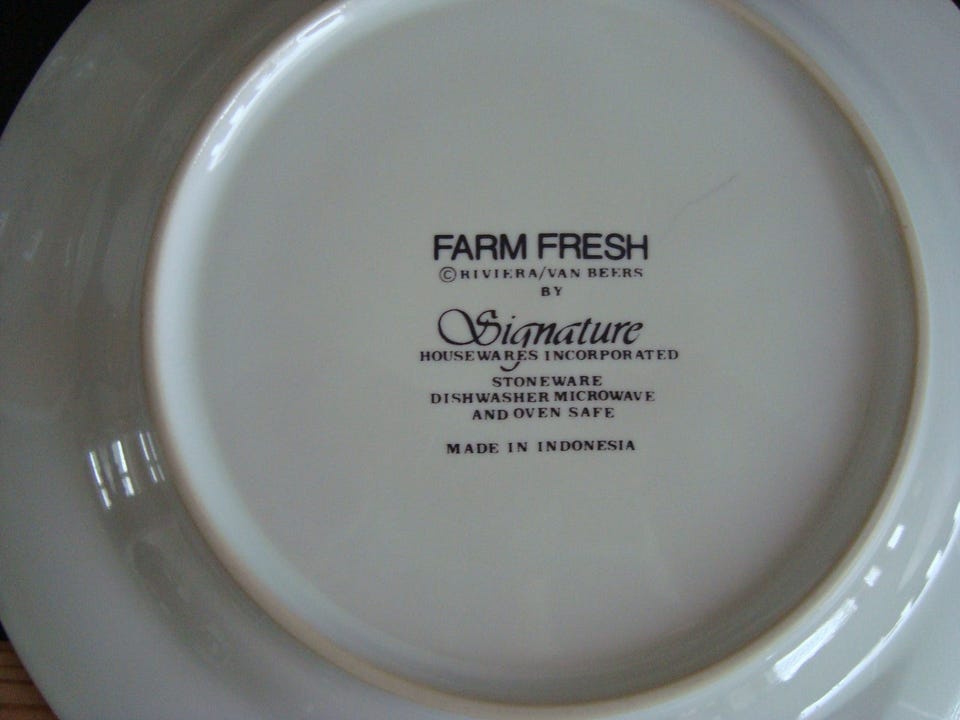 FARM FRESH
© RIVIERA/VAN BEERS
BY
Signature
HOUSEWARES INCORPORATED
STONEWARE
DISHWASHER MICROWAVE
AND OVEN SAFE
MADE IN INDONESIA